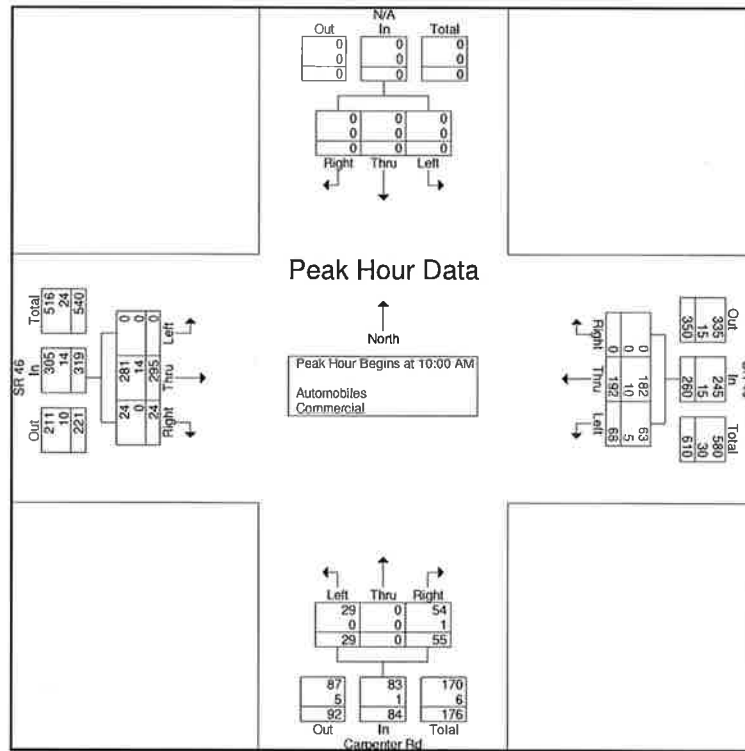 N/A
Out In Total
0 0 0
0 0 0
0 0 0
0 0 0
0 0 0
0 0 0
Right Thru Left
Peak Hour Data
North
Peak Hour Begins at 10:00 AM
Automobiles
Commercial
SR 46
Total In Out
516 305 211
24 14 10
540 319 221
Left Thru Right
0 281 24
0 14 0
0 295 24
Right Thru Left
0 182 63
0 10 5
0 192 68
Out In Total
335 245 580
15 15 30
350 260 610
Left Thru Right
29 0 54
0 0 1
29 0 55
87 83 170
5 1 6
92 84 176
Out In Total
Carpenter Rd